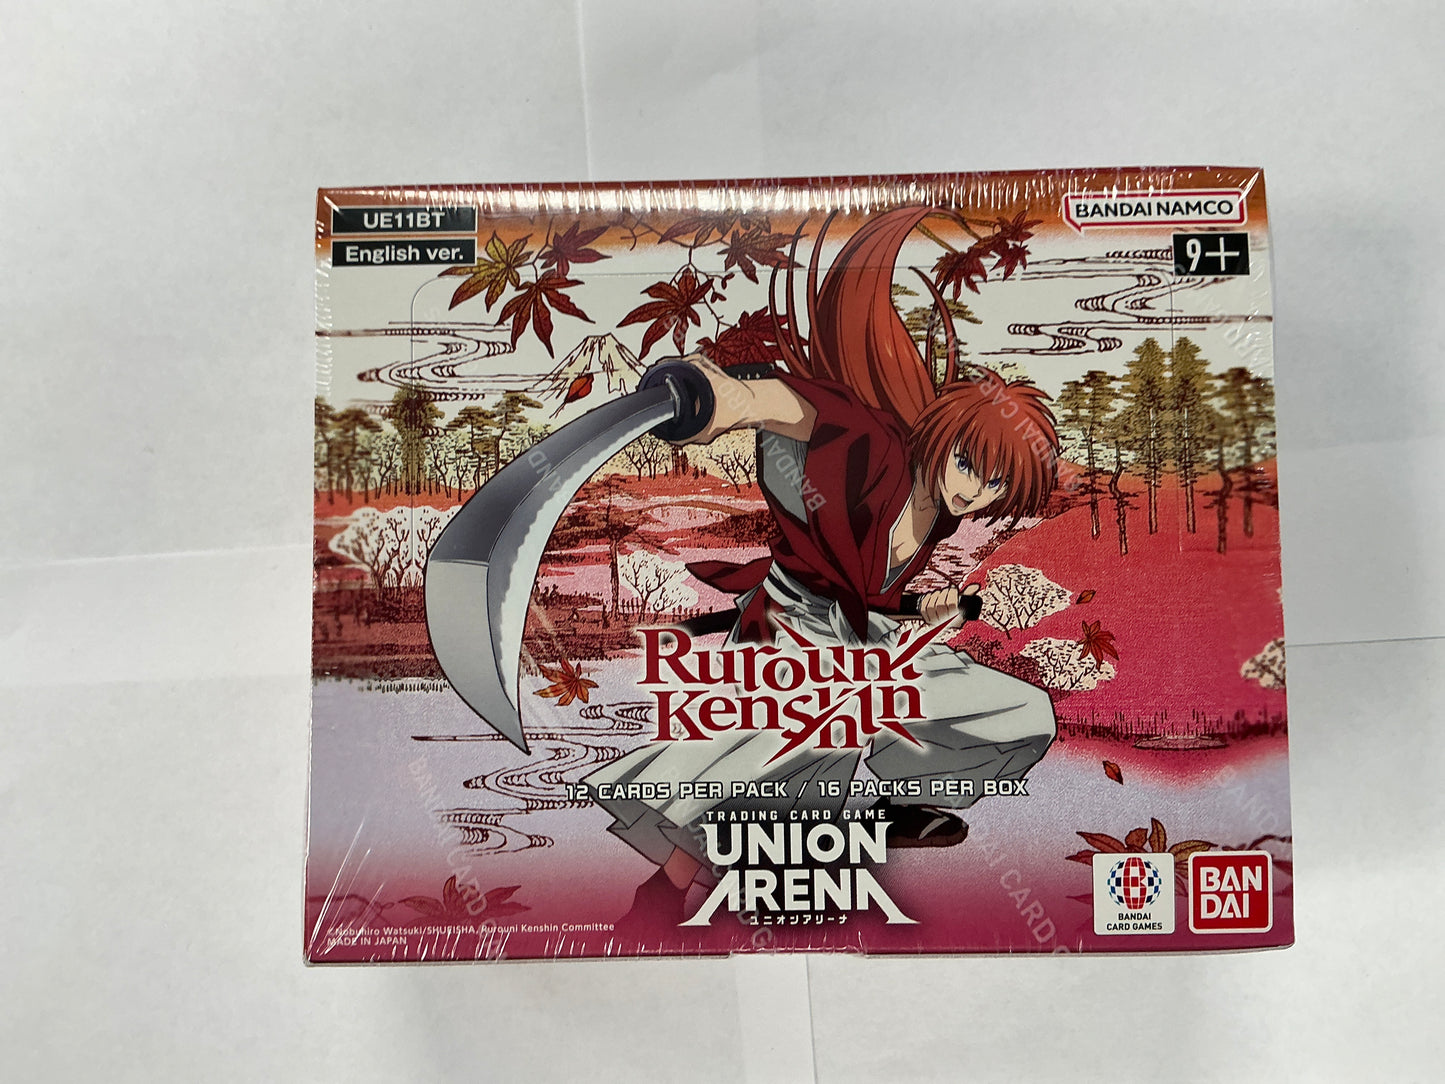 UE11BT
English ver.
BANDAI NAMCO
9+
Rurouni
Kenshin
12 CARDS PER PACK / 16 PACKS PER BOX
TRADING CARD GAME
UNION
ARENA
ユニオンアリーナ
©Nobuhiro Watsuki/SHUEISHA, Rurouni Kenshin Committee
MADE IN JAPAN
BANDAI
CARD GAMES
BAN
DAI